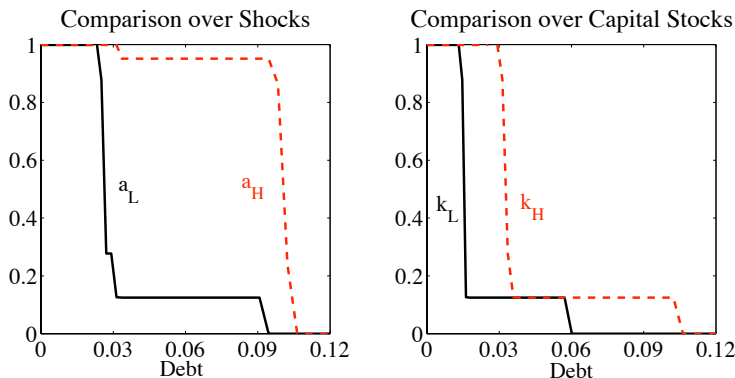 Comparison over Shocks
1
0.8
0.6
0.4
0.2
0
a_L
a_H
0 0.03 0.06 0.09 0.12
Debt
Comparison over Capital Stocks
1
0.8
0.6
0.4
0.2
0
k_L
k_H
0 0.03 0.06 0.09 0.12
Debt